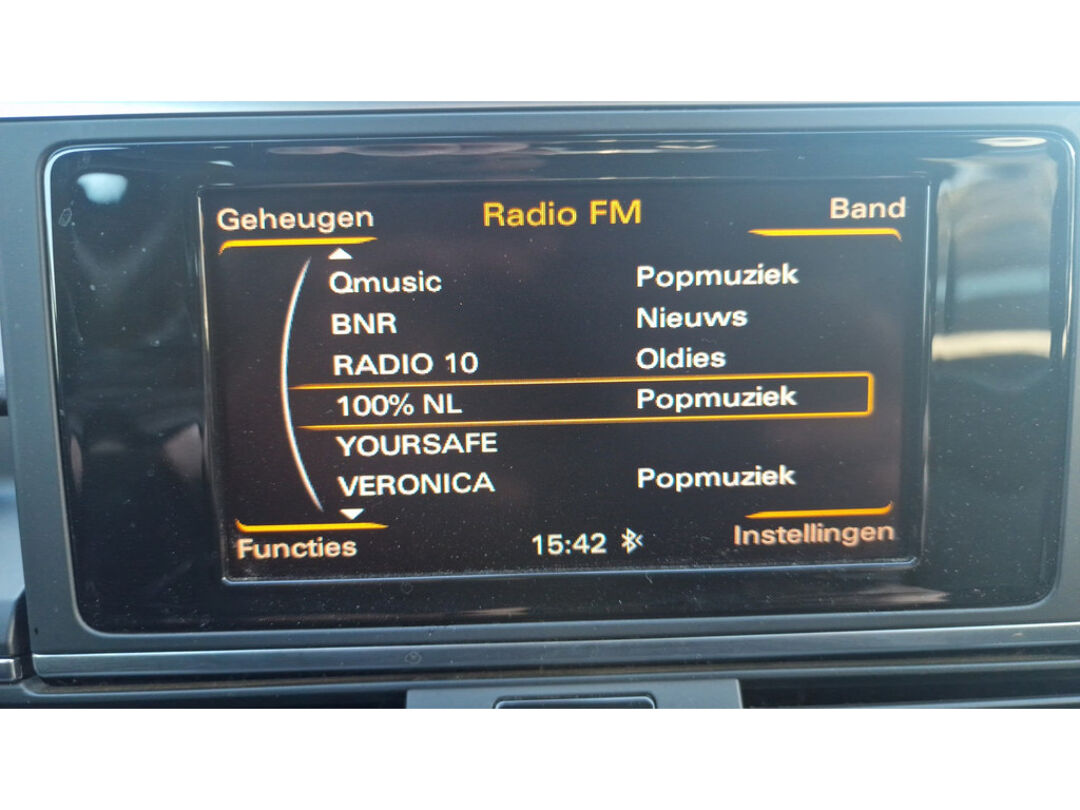 Geheugen Radio FM Band
Qmusic Popmuziek
BNR Nieuws
RADIO 10 Oldies
100% NL Popmuziek
YOURSAFE
VERONICA Popmuziek
Functies 15:42 Instellingen